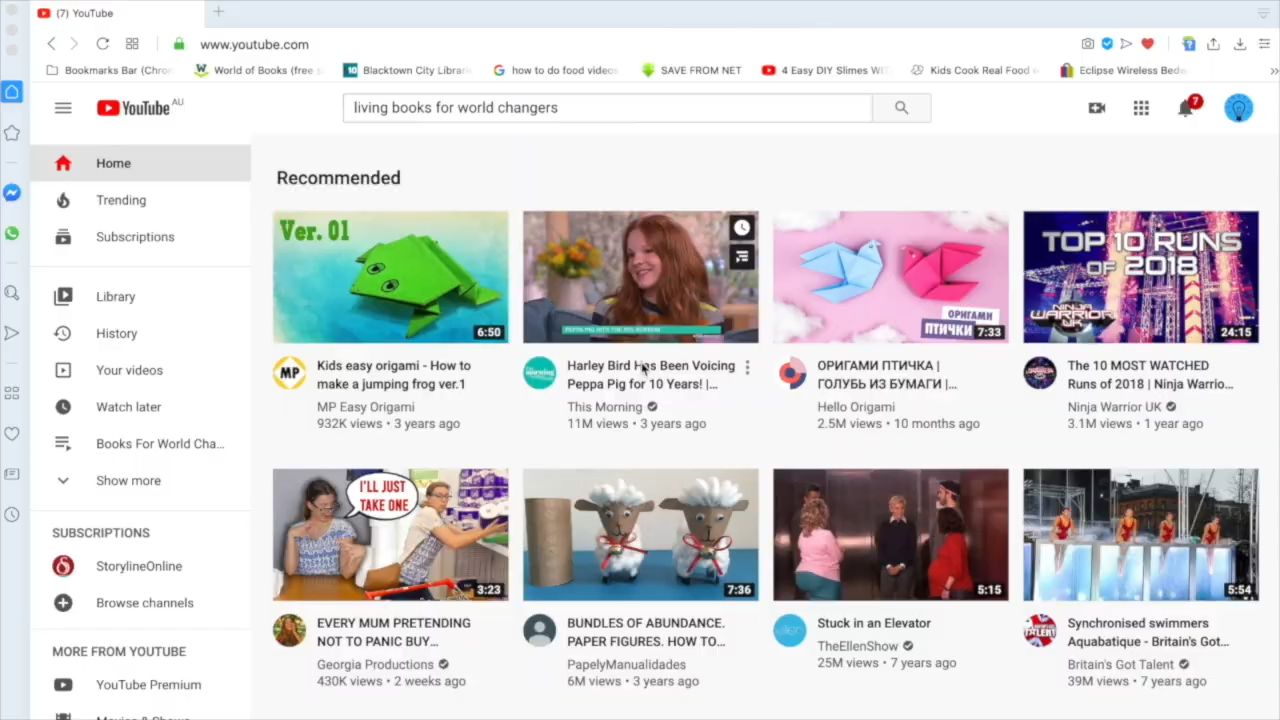 (7) YouTube
www.youtube.com
Bookmarks Bar (Chron
World of Books (free s
Blacktown City Librari
how to do food videos
SAVE FROM NET
4 Easy DIY Slimes WIT
Kids Cook Real Food
Eclipse Wireless Bedw
YouTube AU
living books for world changers
7
Home
Trending
Subscriptions
Library
History
Your videos
Watch later
Books For World Cha...
Show more
SUBSCRIPTIONS
StorylineOnline
Browse channels
MORE FROM YOUTUBE
YouTube Premium
Recommended
Ver. 01
6:50
MP
Kids easy origami - How to
make a jumping frog ver.1
MP Easy Origami
932K views • 3 years ago
Harley Bird Has Been Voicing
Peppa Pig for 10 Years! |...
This Morning
11M views • 3 years ago
ОРИГАМИ
ПТИЧКИ
7:33
ОРИГАМИ ПТИЧКА |
ГОЛУБЬ ИЗ БУМАГИ |...
Hello Origami
2.5M views • 10 months ago
TOP 10 RUNS
OF 2018
NINJA
WARRIOR
UK
24:15
The 10 MOST WATCHED
Runs of 2018 | Ninja Warrio...
Ninja Warrior UK
3.1M views • 1 year ago
I'LL JUST
TAKE ONE
3:23
EVERY MUM PRETENDING
NOT TO PANIC BUY...
Georgia Productions
430K views • 2 weeks ago
7:36
BUNDLES OF ABUNDANCE.
PAPER FIGURES. HOW TO...
PapelyManualidades
6M views • 3 years ago
5:15
ellen
Stuck in an Elevator
TheEllenShow
25M views • 7 years ago
5:54
TALENT
Synchronised swimmers
Aquabatique - Britain's Got...
Britain's Got Talent
39M views • 7 years ago